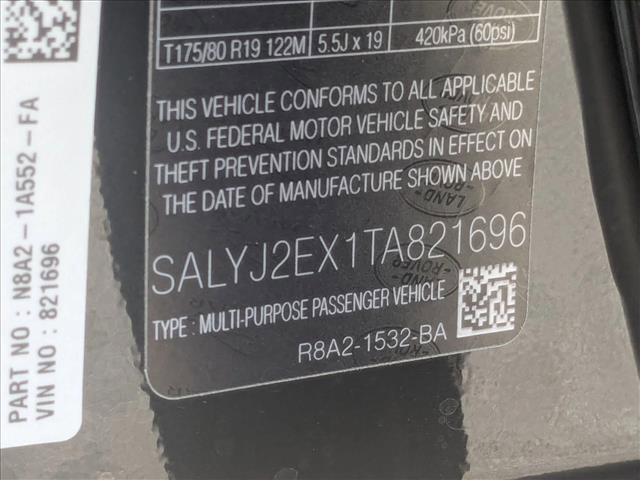 T175/80 R19 122M 5.5J x 19 420kPa (60psi)
THIS VEHICLE CONFORMS TO ALL APPLICABLE
U.S. FEDERAL MOTOR VEHICLE SAFETY AND
THEFT PREVENTION STANDARDS IN EFFECT ON
THE DATE OF MANUFACTURE SHOWN ABOVE
SALYJ2EX1TA821696
TYPE : MULTI-PURPOSE PASSENGER VEHICLE
R8A2-1532-BA
PART NO : N8A2-1A552-FA
VIN NO : 821696
LAND-
ROVER